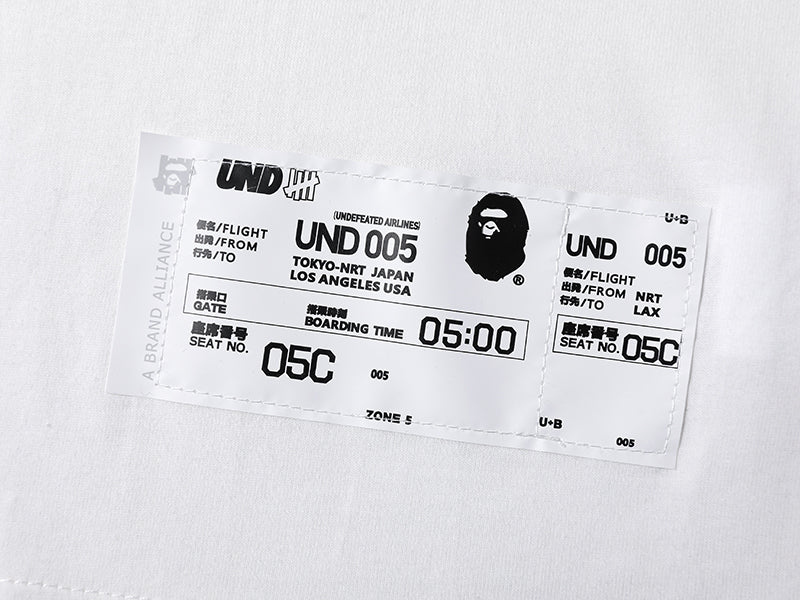 A BRAND ALLIANCE
UND
(UNDEFEATED AIRLINES)
便名/FLIGHT
UND 005
出発/FROM
TOKYO-NRT JAPAN
行先/TO
LOS ANGELES USA
搭乗口
GATE
搭乗時刻
BOARDING TIME
05:00
座席番号
SEAT NO.
05C
005
ZONE 5
®
U+B
UND 005
便名/FLIGHT
出発/FROM NRT
行先/TO LAX
座席番号
SEAT NO. 05C
U+B
005